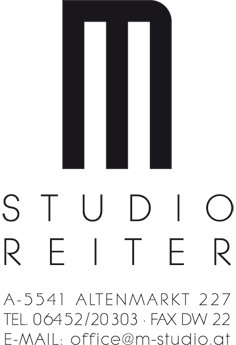 m
STUDIO
REITER
A-5541 ALTENMARKT 227
TEL. 06452/20303 · FAX DW 22
E-MAIL: office@m-studio.at